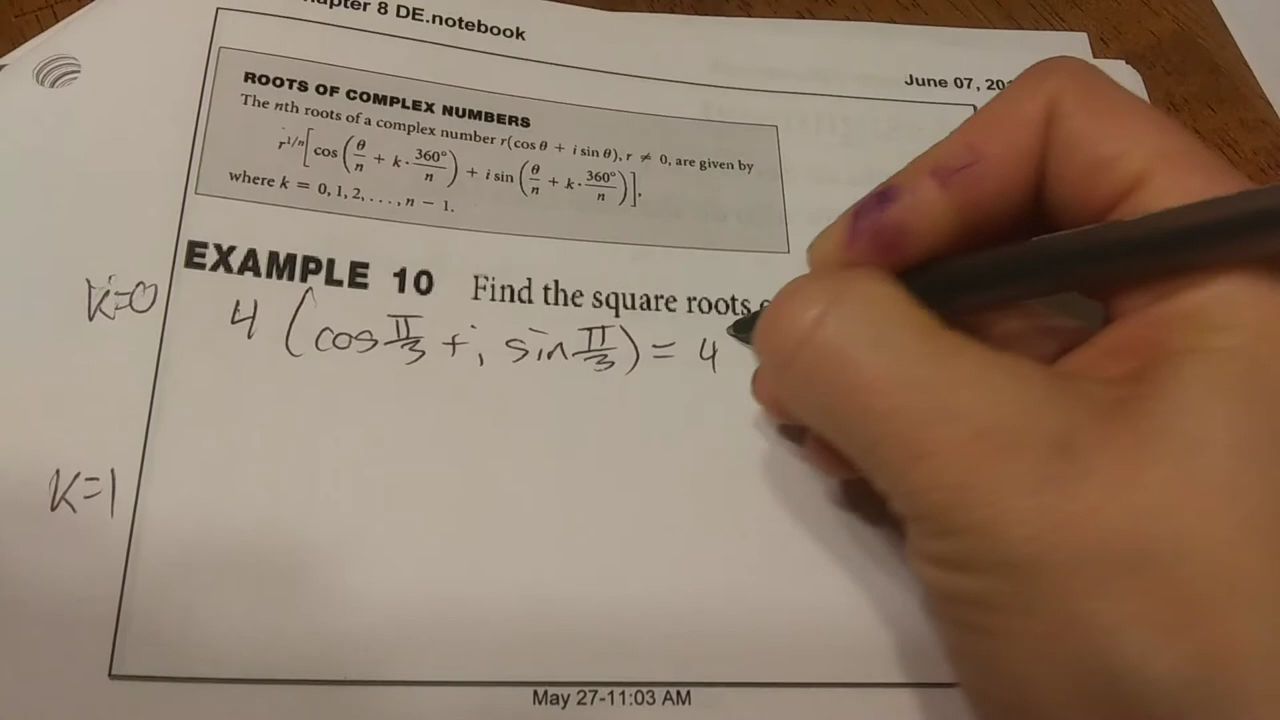 8 DE.notebook
June 07,
ROOTS OF COMPLEX NUMBERS
The nth roots of a complex number r(cos θ + i sin θ), r ≠ 0, are given by
r^1/n[cos (θ/n + k · 360°/n) + i sin (θ/n + k · 360°/n)],
where k = 0, 1, 2, . . . , n − 1.
EXAMPLE 10 Find the square roots
K=0
4 (cos π/3 + i sin π/3) = 4
K=1
May 27-11:03 AM